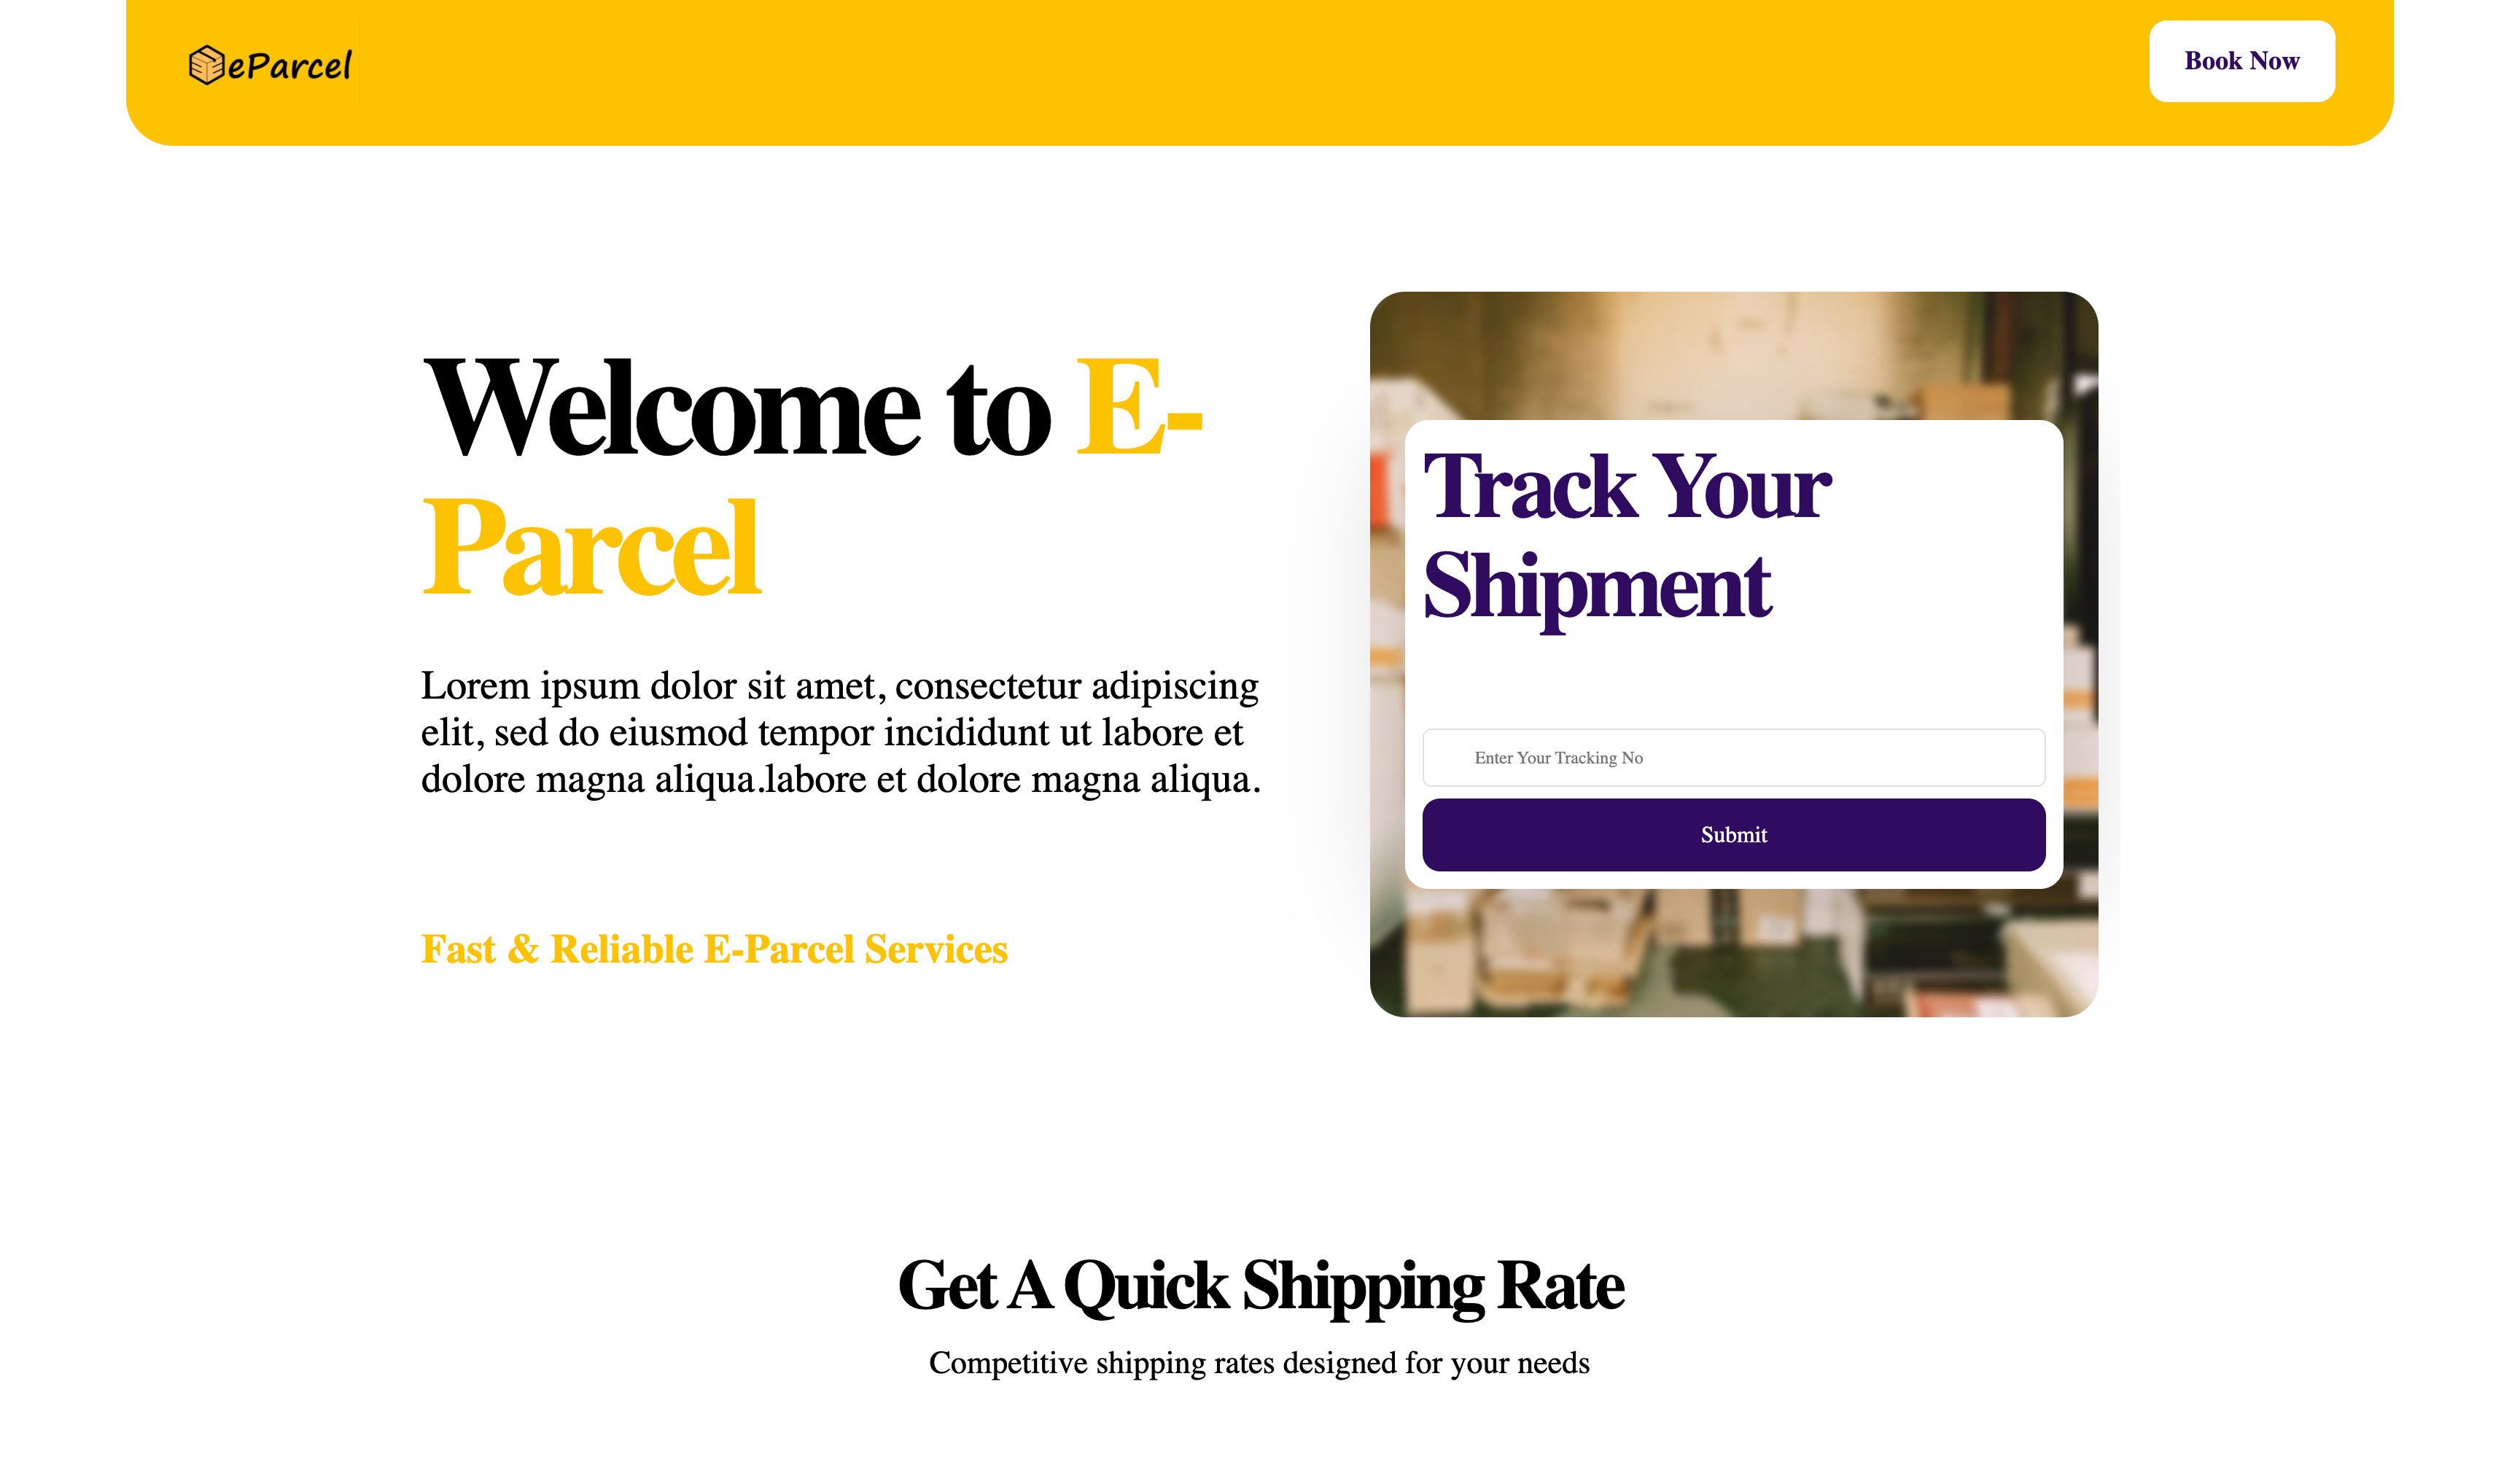 eParcel
Book Now
Welcome to E-
Parcel
Lorem ipsum dolor sit amet, consectetur adipiscing
elit, sed do eiusmod tempor incididunt ut labore et
dolore magna aliqua.labore et dolore magna aliqua.
Fast & Reliable E-Parcel Services
Track Your
Shipment
Enter Your Tracking No
Submit
Get A Quick Shipping Rate
Competitive shipping rates designed for your needs